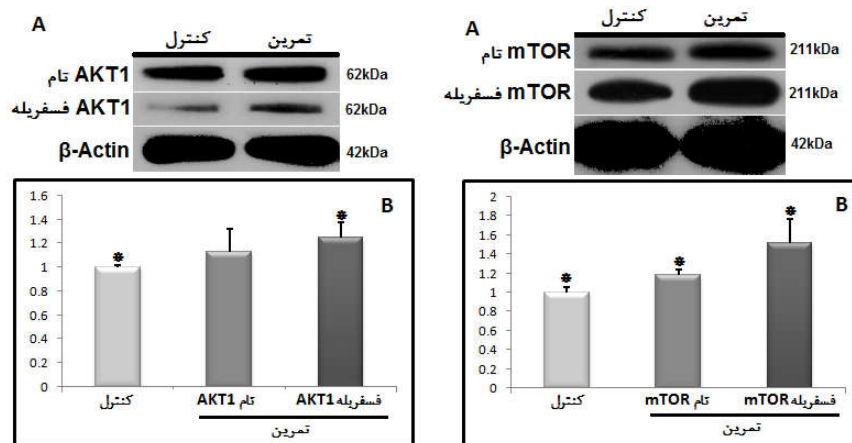 A
کنترل تمرین
AKT1 تام 62kDa
AKT1 فسفریله 62kDa
β-Actin 42kDa
B
1.6
1.4
1.2
1
0.8
0.6
0.4
0.2
0
کنترل AKT1 تام AKT1 فسفریله
تمرین
A
کنترل تمرین
mTOR تام 211kDa
mTOR فسفریله 211kDa
β-Actin 42kDa
B
2
1.8
1.6
1.4
1.2
1
0.8
0.6
0.4
0.2
0
کنترل mTOR تام mTOR فسفریله
تمرین